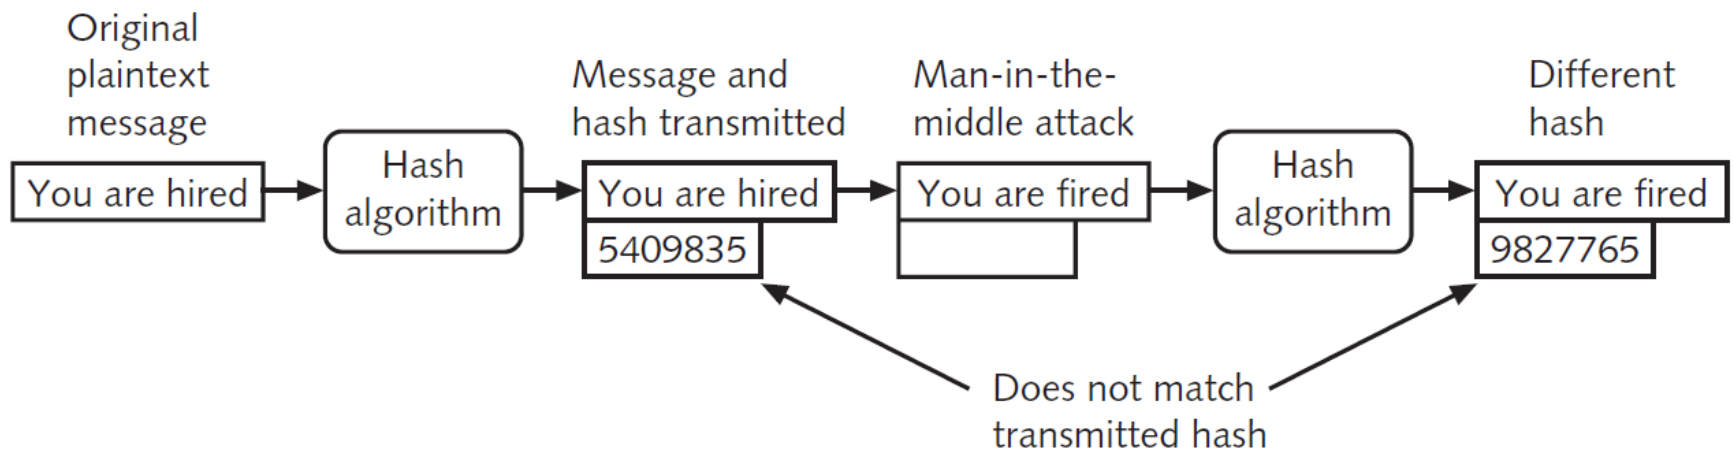 Original
plaintext
message
You are hired
Hash
algorithm
Message and
hash transmitted
You are hired
5409835
Man-in-the-
middle attack
You are fired
Hash
algorithm
Different
hash
You are fired
9827765
Does not match
transmitted hash